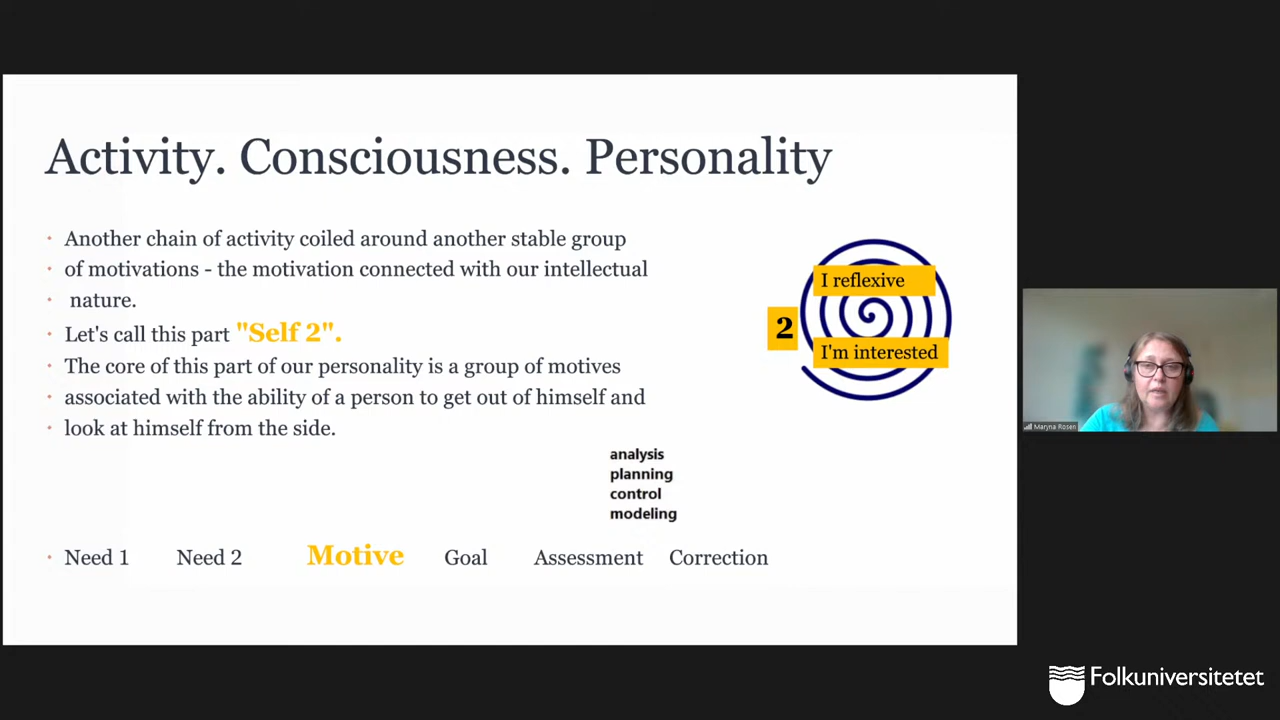 Activity. Consciousness. Personality
Another chain of activity coiled around another stable group
of motivations - the motivation connected with our intellectual
nature.
Let's call this part "Self 2".
The core of this part of our personality is a group of motives
associated with the ability of a person to get out of himself and
look at himself from the side.
I reflexive
2
I'm interested
analysis
planning
control
modeling
Need 1 Need 2 Motive Goal Assessment Correction
Maryna Rosen
Folkuniversitetet